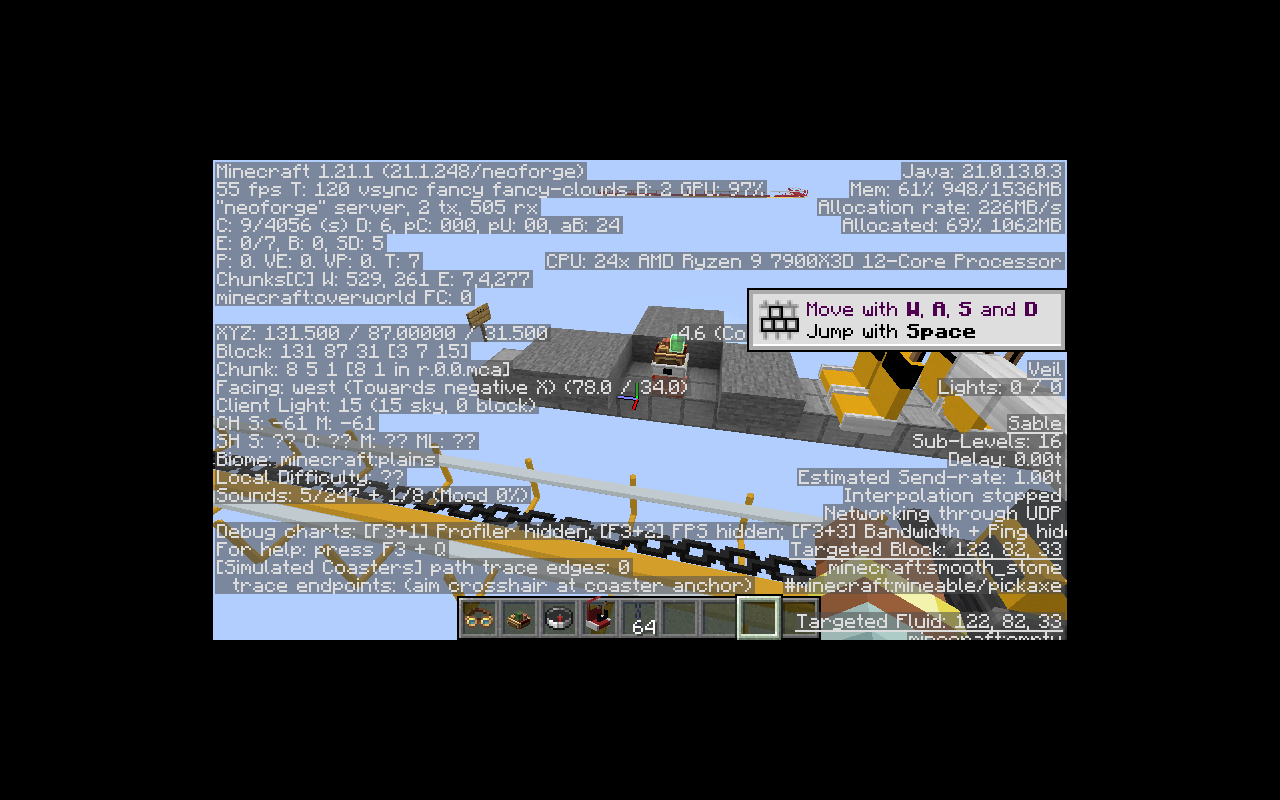 Minecraft 1.21.1 (21.1.248/neoforge)
55 fps T: 120 vsync fancy fancy-clouds B: 2 GPU: 97%
"neoforge" server, 2 tx, 505 rx
C: 9/4056 (s) D: 6, pC: 000, pU: 00, aB: 24
E: 0/7, B: 0, SD: 5
P: 0. VE: 0. VP: 0. T: 7
Chunks[C] W: 529, 261 E: 7,4,277
minecraft:overworld FC: 0
XYZ: 131.500 / 87.00000 / 31.500
Block: 131 87 31 [3 7 15]
Chunk: 8 5 1 [8 1 in r.0.0.mca]
Facing: west (Towards negative X) (78.0 / 34.0)
Client Light: 15 (15 sky, 0 block)
CH S: -61 M: -61
SH S: ?? O: ?? M: ?? ML: ??
Biome: minecraft:plains
Local Difficulty: ??
Sounds: 5/247 + 1/8 (Mood 0%)
Debug charts: [F3+1] Profiler hidden; [F3+2] FPS hidden; [F3+3] Bandwidth + Ping hid
For help: press F3 + Q
[Simulated Coasters] path trace edges: 0
trace endpoints: (aim crosshair at coaster anchor)
Java: 21.0.13.0.3
Mem: 61% 948/1536MB
Allocation rate: 226MB/s
Allocated: 69% 1062MB
CPU: 24x AMD Ryzen 9 7900X3D 12-Core Processor
4.6 (Co
Move with W, A, S and D
Jump with Space
Veil
Lights: 0 / 0
Sable
Sub-Levels: 16
Delay: 0.00t
Estimated Send-rate: 1.00t
Interpolation stopped
Networking through UDP
Targeted Block: 122, 82, 33
minecraft:smooth_stone
#minecraft:mineable/pickaxe
Targeted Fluid: 122, 82, 33
minecraft:empty
64